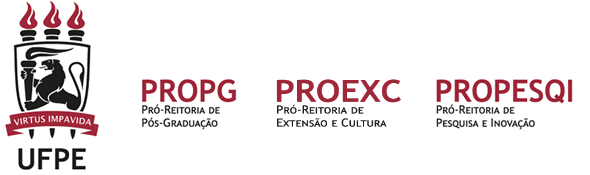 VIRTUS IMPAVIDA
UFPE
PROPG
PRÓ-REITORIA DE
PÓS-GRADUAÇÃO
PROEXC
PRÓ-REITORIA DE
EXTENSÃO E CULTURA
PROPESQI
PRÓ-REITORIA DE
PESQUISA E INOVAÇÃO